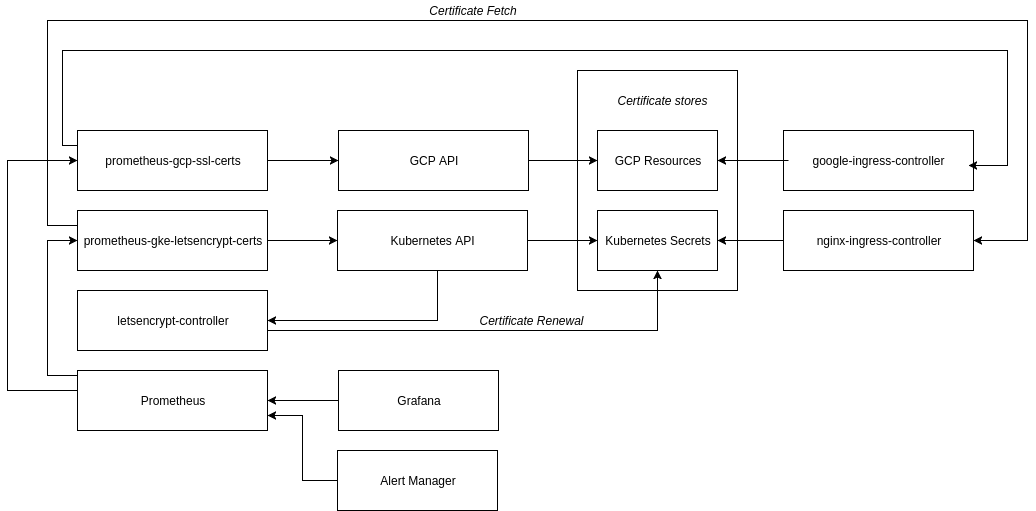 Certificate Fetch
Certificate stores
prometheus-gcp-ssl-certs
GCP API
GCP Resources
google-ingress-controller
prometheus-gke-letsencrypt-certs
Kubernetes API
Kubernetes Secrets
nginx-ingress-controller
letsencrypt-controller
Certificate Renewal
Prometheus
Grafana
Alert Manager